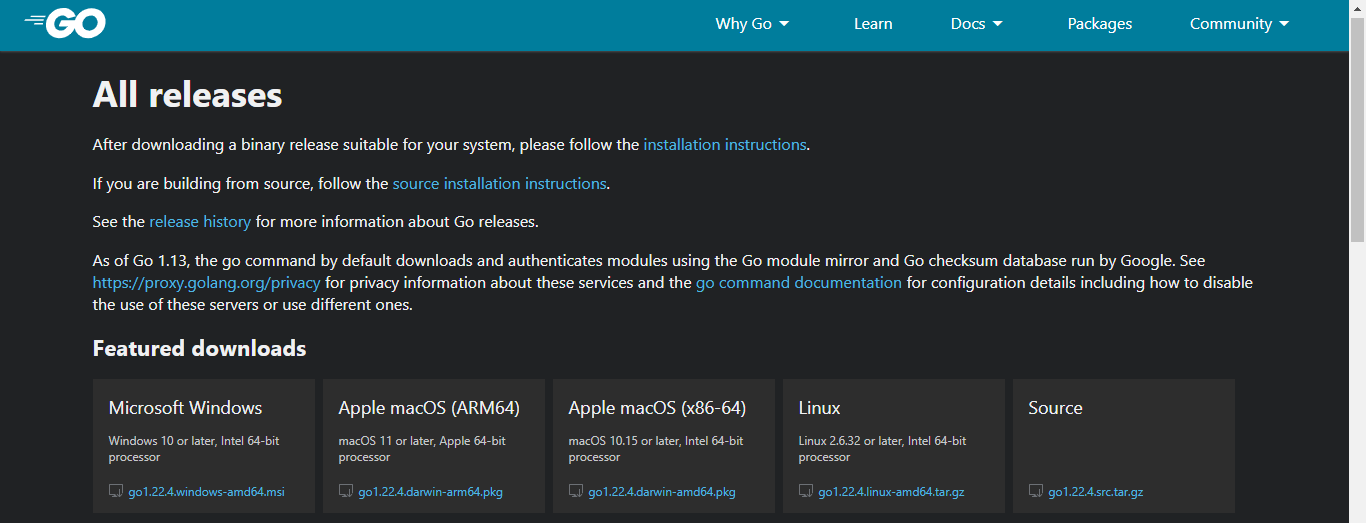 GO
Why Go
Learn
Docs
Packages
Community
All releases
After downloading a binary release suitable for your system, please follow the installation instructions.
If you are building from source, follow the source installation instructions.
See the release history for more information about Go releases.
As of Go 1.13, the go command by default downloads and authenticates modules using the Go module mirror and Go checksum database run by Google. See
https://proxy.golang.org/privacy for privacy information about these services and the go command documentation for configuration details including how to disable
the use of these servers or use different ones.
Featured downloads
Microsoft Windows
Windows 10 or later, Intel 64-bit
processor
go1.22.4.windows-amd64.msi
Apple macOS (ARM64)
macOS 11 or later, Apple 64-bit
processor
go1.22.4.darwin-arm64.pkg
Apple macOS (x86-64)
macOS 10.15 or later, Intel 64-bit
processor
go1.22.4.darwin-amd64.pkg
Linux
Linux 2.6.32 or later, Intel 64-bit
processor
go1.22.4.linux-amd64.tar.gz
Source
go1.22.4.src.tar.gz